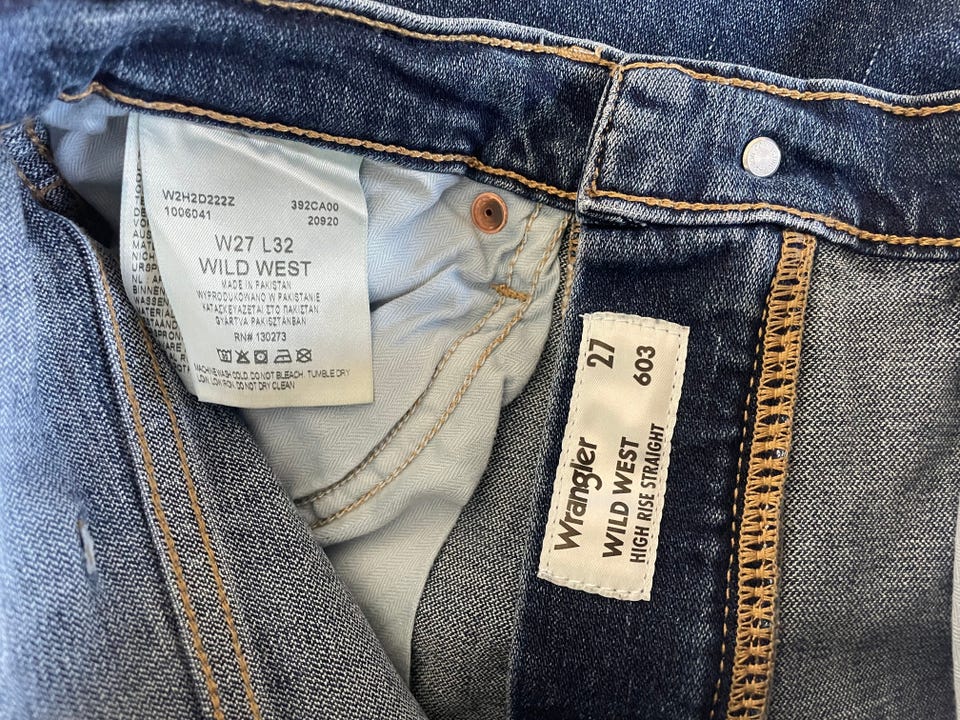 W2H2D222Z
1006041
392CA00
20920
W27 L32
WILD WEST
MADE IN PAKISTAN
WYPRODUKOWANO W PAKISTANIE
ΚΑΤΑΣΚΕΥΑΖΕΤΑΙ ΣΤΟ ΠΑΚΙΣΤΑΝ
GYÁRTVA PAKISZTÁNBAN
RN# 130273
MACHINE WASH COLD, DO NOT BLEACH, TUMBLE DRY
LOW, LOW IRON, DO NOT DRY CLEAN
27
603
Wrangler
WILD WEST
HIGH RISE STRAIGHT